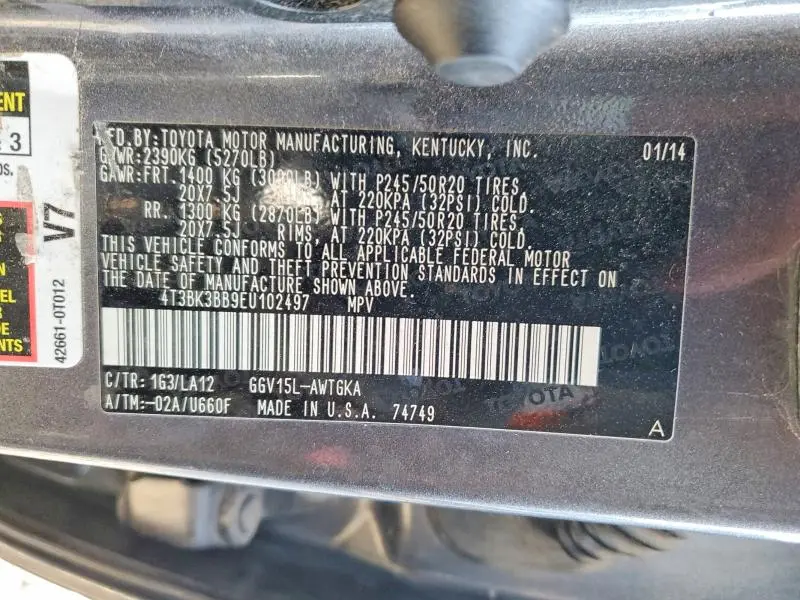 MFD.BY:TOYOTA MOTOR MANUFACTURING, KENTUCKY, INC. 01/14
GVWR:2390KG (5270LB)
GAWR:FRT. 1400 KG (3090LB) WITH P245/50R20 TIRES,
20X7.5J RIMS, AT 220KPA (32PSI) COLD.
RR. 1300 KG (2870LB) WITH P245/50R20 TIRES,
20X7.5J RIMS, AT 220KPA (32PSI) COLD.
THIS VEHICLE CONFORMS TO ALL APPLICABLE FEDERAL MOTOR
VEHICLE SAFETY AND THEFT PREVENTION STANDARDS IN EFFECT ON
THE DATE OF MANUFACTURE SHOWN ABOVE.
4T3BK3BB9EU102497 MPV
C/TR: 1G3/LA12 GGV15L-AWTGKA
A/TM:-02A/U660F MADE IN U.S.A. 74749
A
TOYOTA
V7
42661-0T012
3